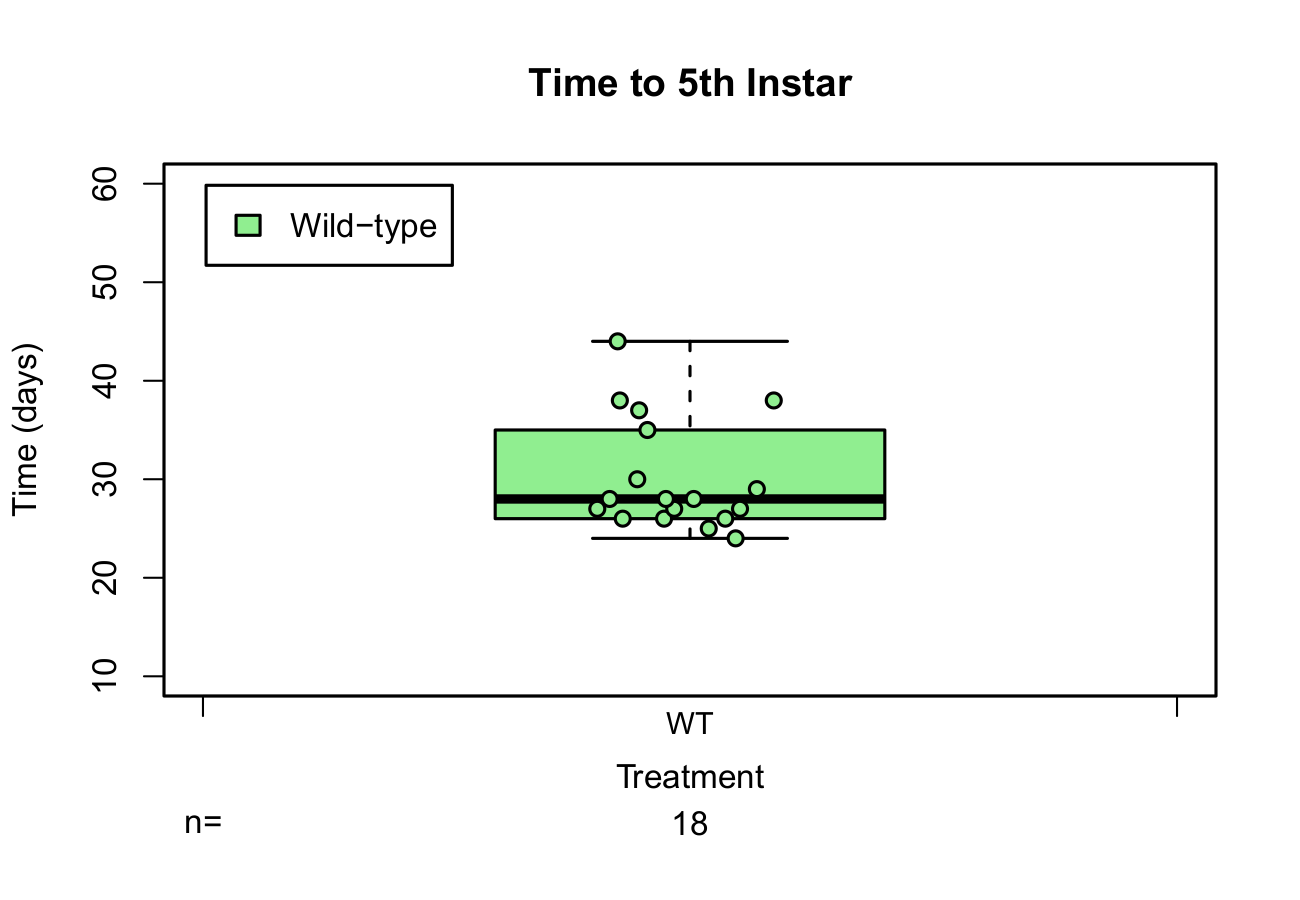 Time to 5th Instar
60
50
40
30
20
10
Time (days)
Wild−type
WT
Treatment
n= 18